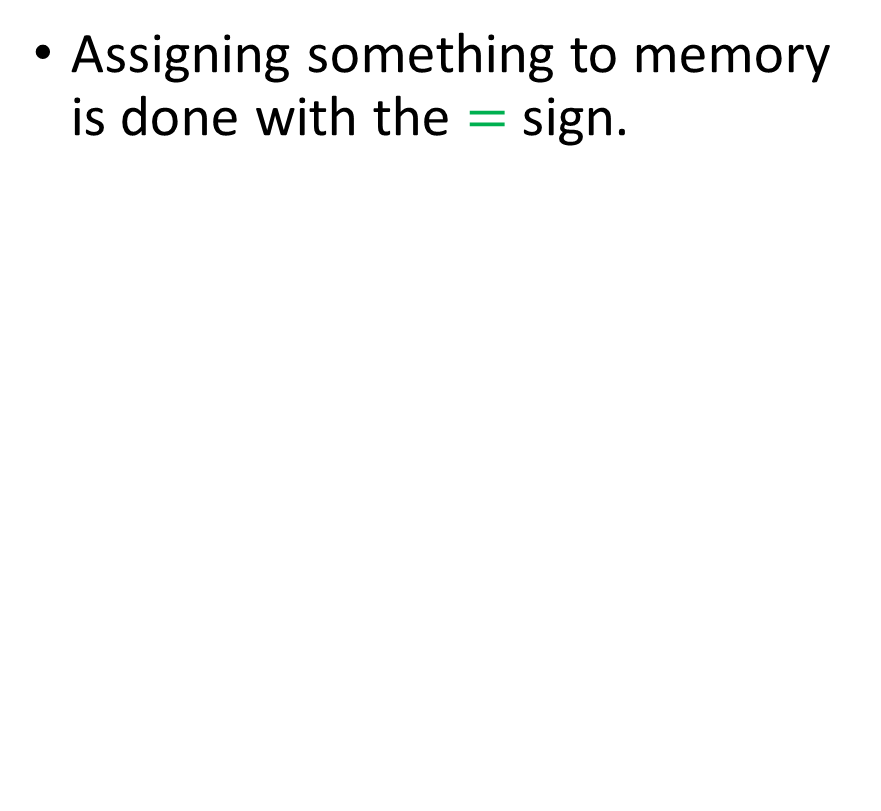 • Assigning something to memory
is done with the = sign.